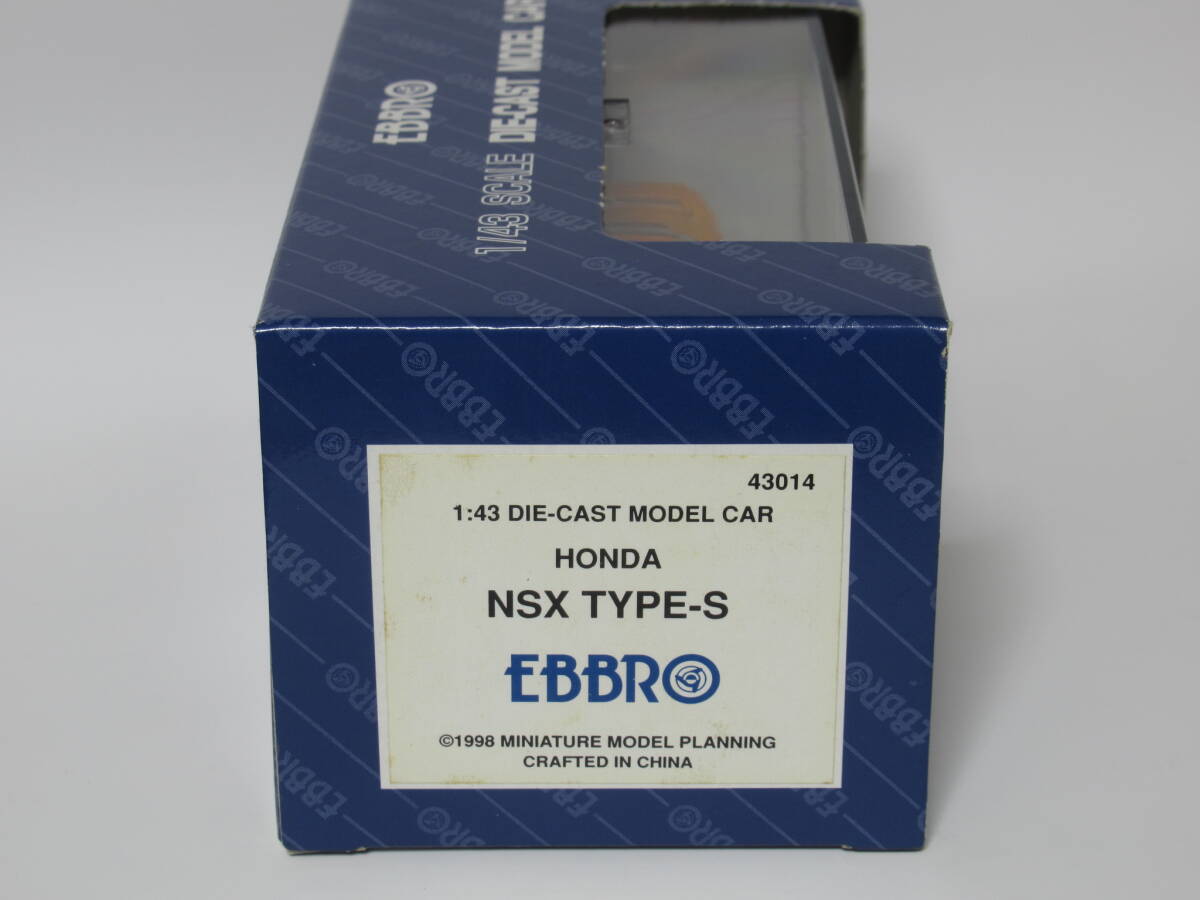 EBBRO
1/43 SCALE DIE-CAST MODEL CAR
43014
1:43 DIE-CAST MODEL CAR
HONDA
NSX TYPE-S
EBBRO
©1998 MINIATURE MODEL PLANNING
CRAFTED IN CHINA